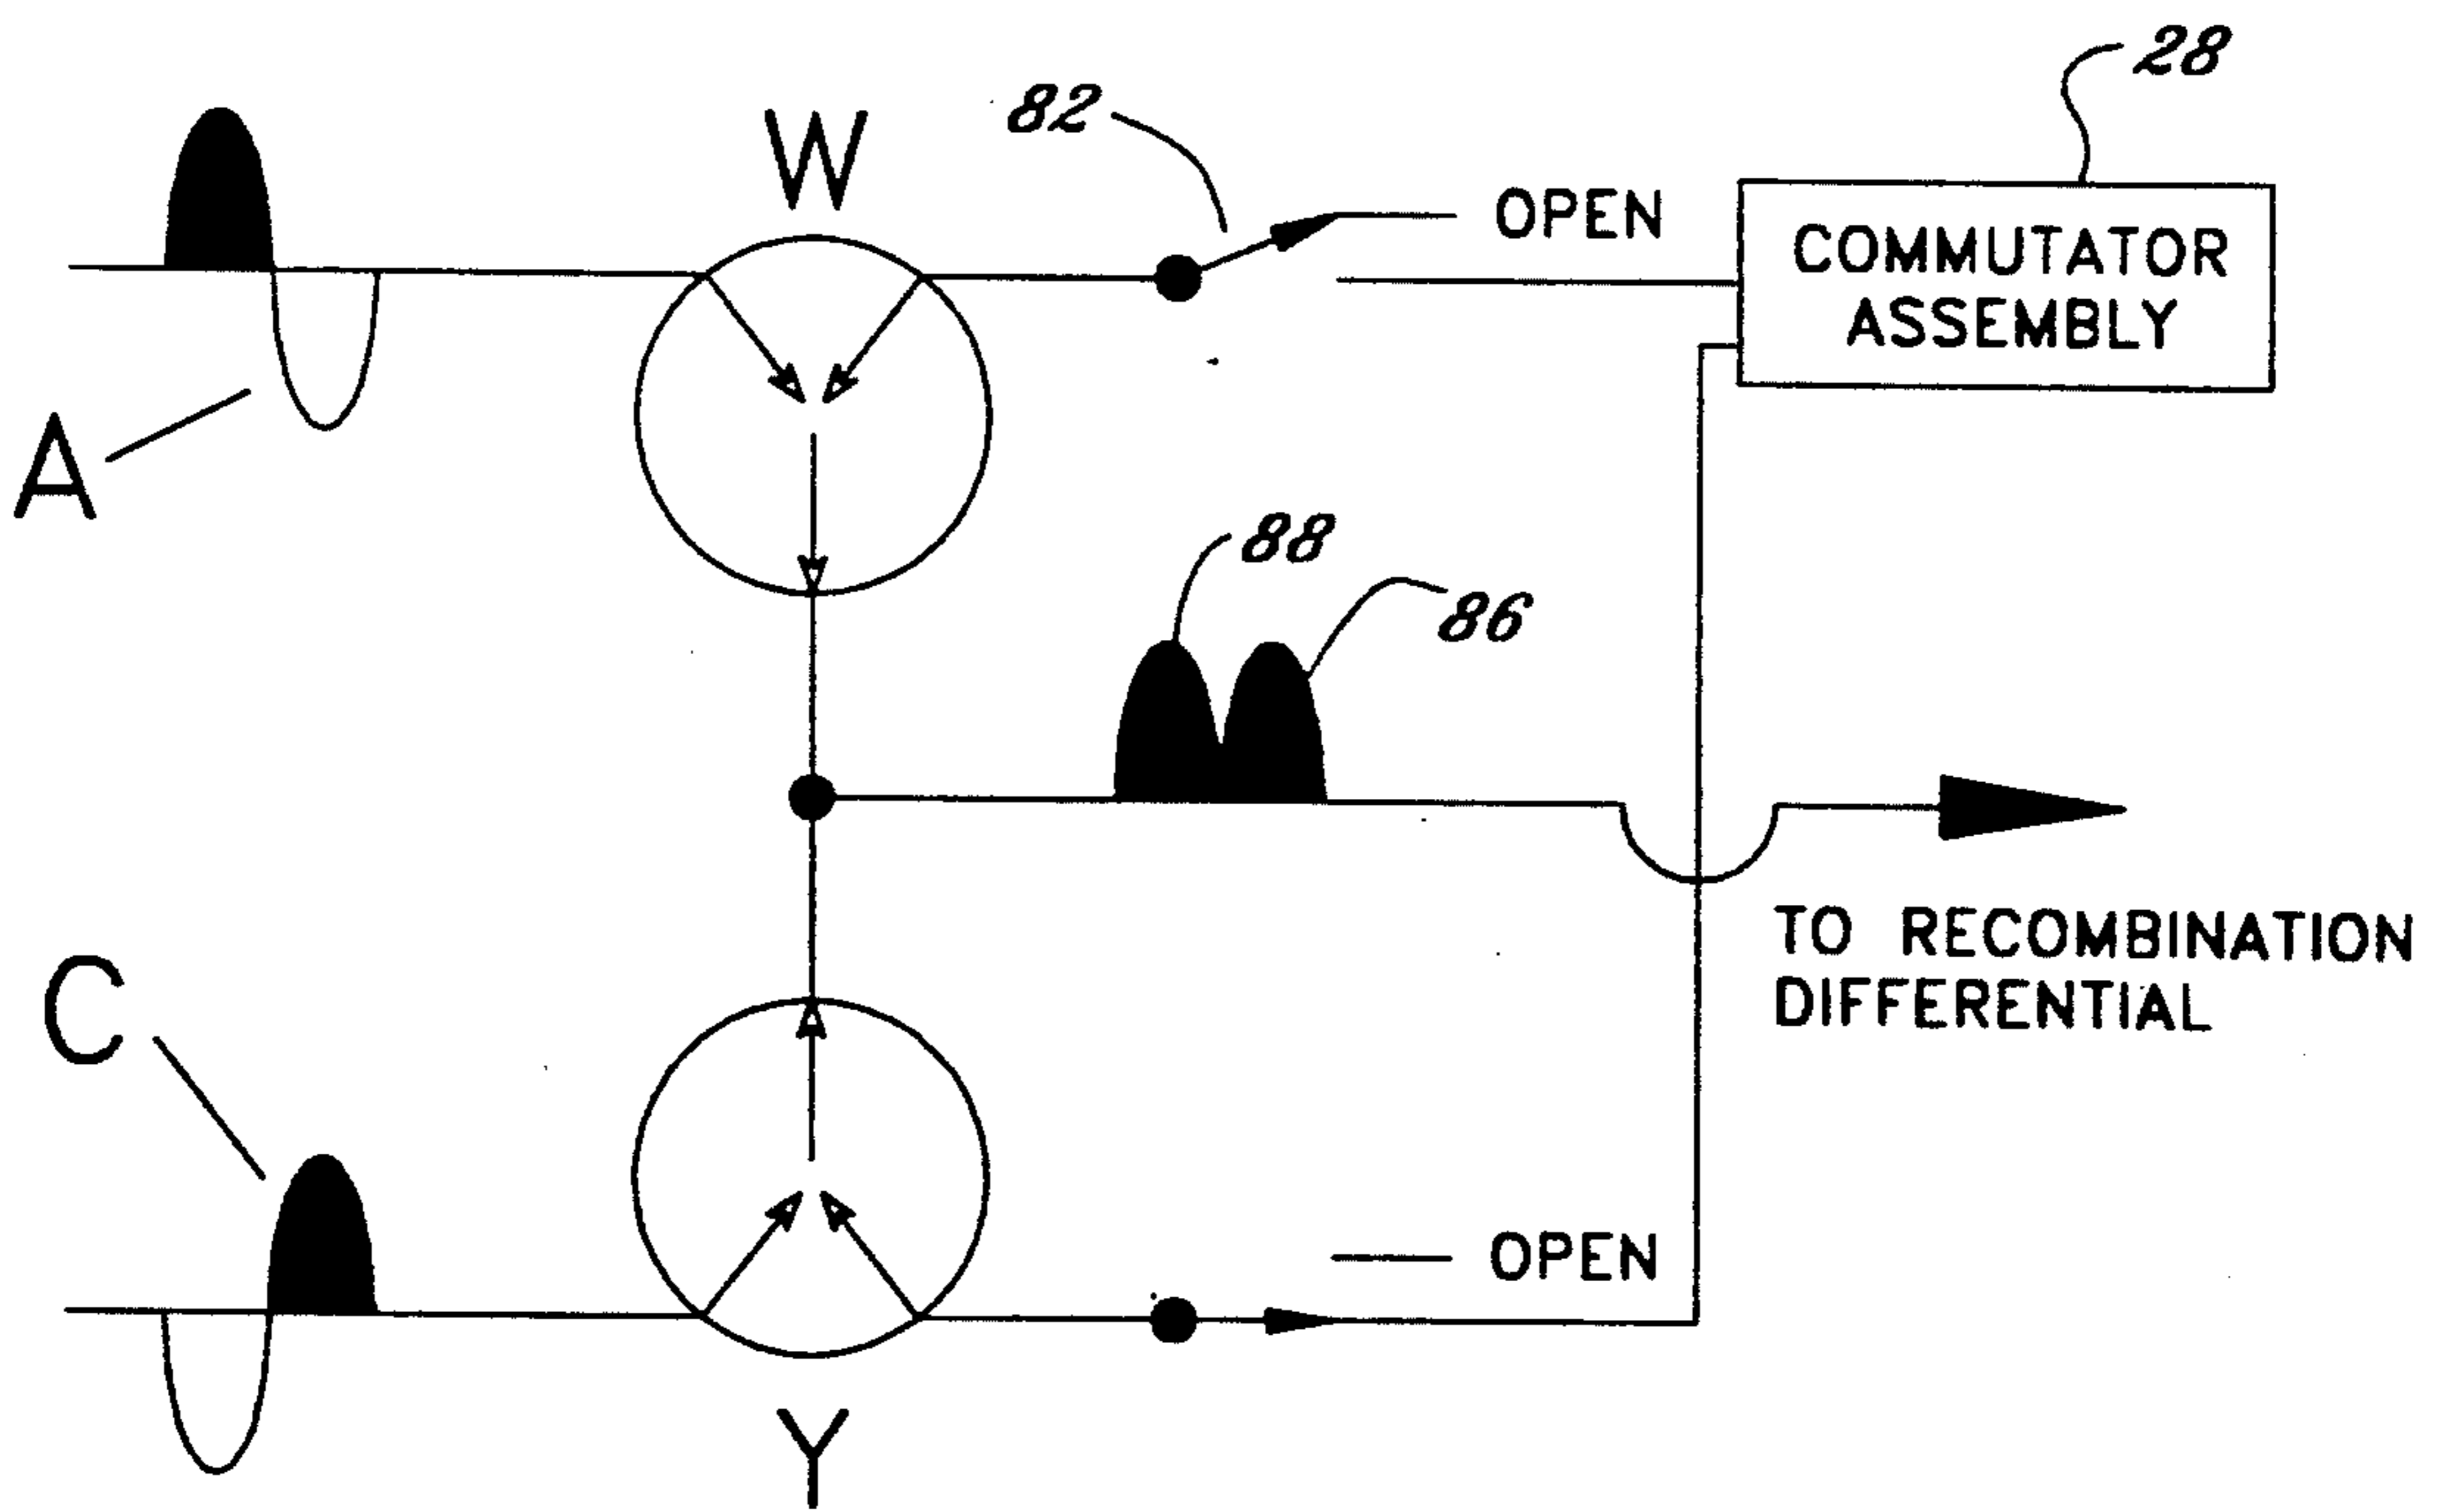 28
82
W
OPEN
COMMUTATOR
ASSEMBLY
A
88
86
TO RECOMBINATION
DIFFERENTIAL
C
OPEN
Y